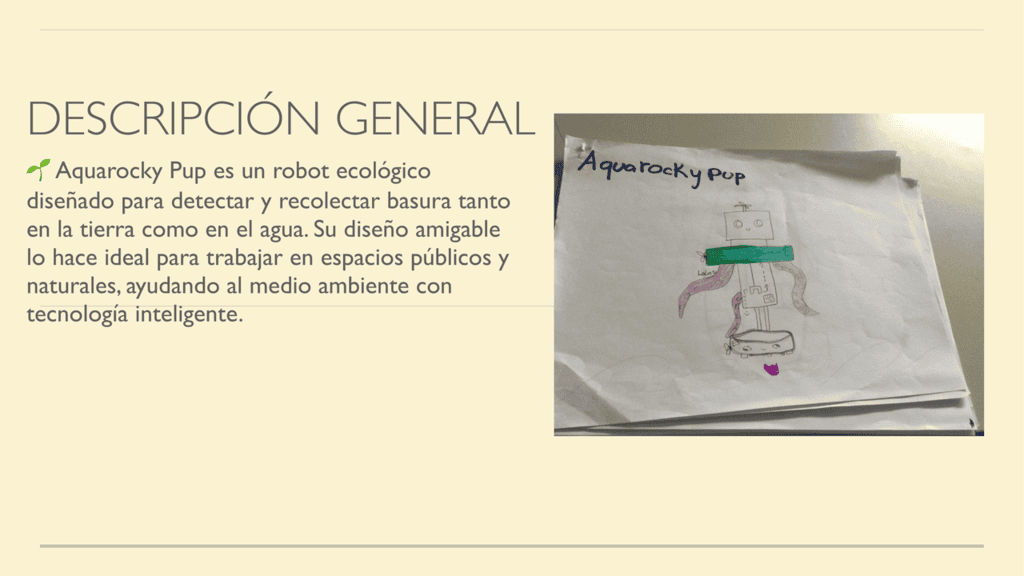 DESCRIPCIÓN GENERAL
🌱 Aquarocky Pup es un robot ecológico
diseñado para detectar y recolectar basura tanto
en la tierra como en el agua. Su diseño amigable
lo hace ideal para trabajar en espacios públicos y
naturales, ayudando al medio ambiente con
tecnología inteligente.
Aquarocky pup